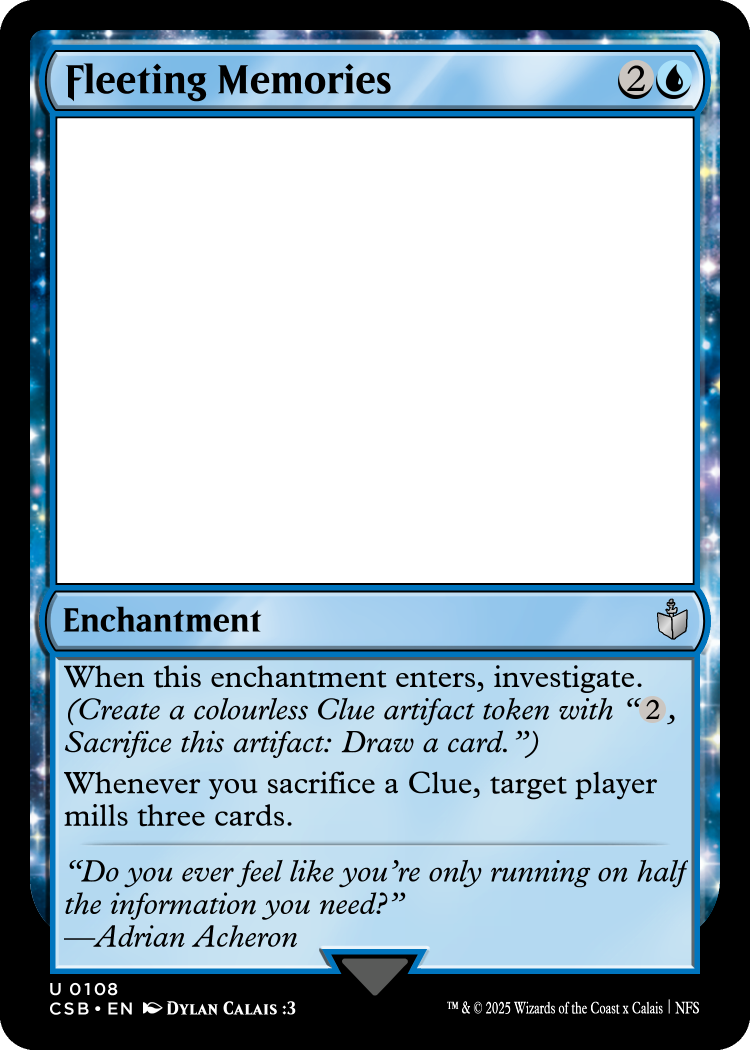 Fleeting Memories 2
Enchantment
When this enchantment enters, investigate.
(Create a colourless Clue artifact token with “2,
Sacrifice this artifact: Draw a card.”)
Whenever you sacrifice a Clue, target player
mills three cards.
“Do you ever feel like you’re only running on half
the information you need?”
—Adrian Acheron
U 0108
CSB • EN Dylan Calais :3
™ & © 2025 Wizards of the Coast x Calais | NFS